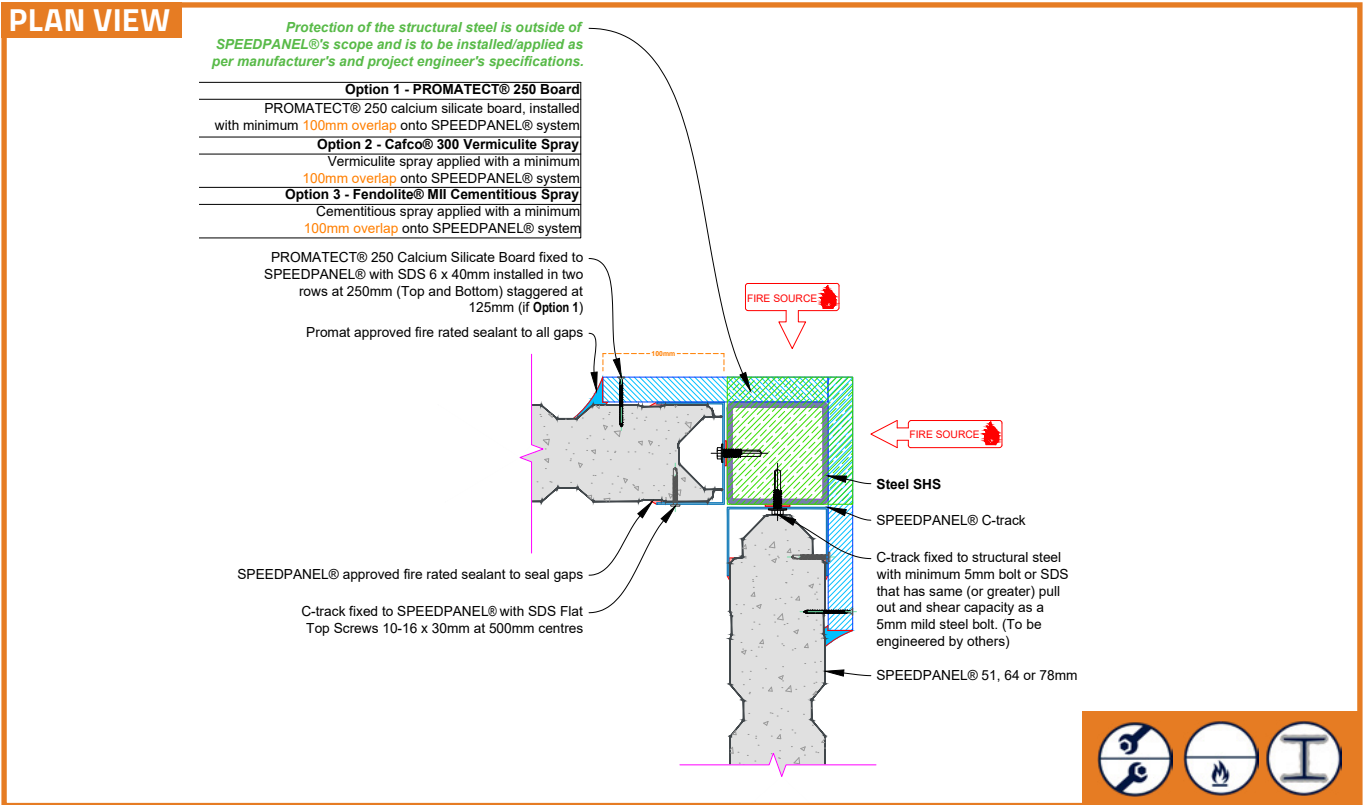 PLAN VIEW
Protection of the structural steel is outside of
SPEEDPANEL®'s scope and is to be installed/applied as
per manufacturer's and project engineer's specifications.
Option 1 - PROMATECT® 250 Board
PROMATECT® 250 calcium silicate board, installed
with minimum 100mm overlap onto SPEEDPANEL® system
Option 2 - Cafco® 300 Vermiculite Spray
Vermiculite spray applied with a minimum
100mm overlap onto SPEEDPANEL® system
Option 3 - Fendolite® MII Cementitious Spray
Cementitious spray applied with a minimum
100mm overlap onto SPEEDPANEL® system
PROMATECT® 250 Calcium Silicate Board fixed to
SPEEDPANEL® with SDS 6 x 40mm installed in two
rows at 250mm (Top and Bottom) staggered at
125mm (if Option 1)
Promat approved fire rated sealant to all gaps
FIRE SOURCE
100mm
FIRE SOURCE
Steel SHS
SPEEDPANEL® C-track
C-track fixed to structural steel
with minimum 5mm bolt or SDS
that has same (or greater) pull
out and shear capacity as a
5mm mild steel bolt. (To be
engineered by others)
SPEEDPANEL® approved fire rated sealant to seal gaps
C-track fixed to SPEEDPANEL® with SDS Flat
Top Screws 10-16 x 30mm at 500mm centres
SPEEDPANEL® 51, 64 or 78mm